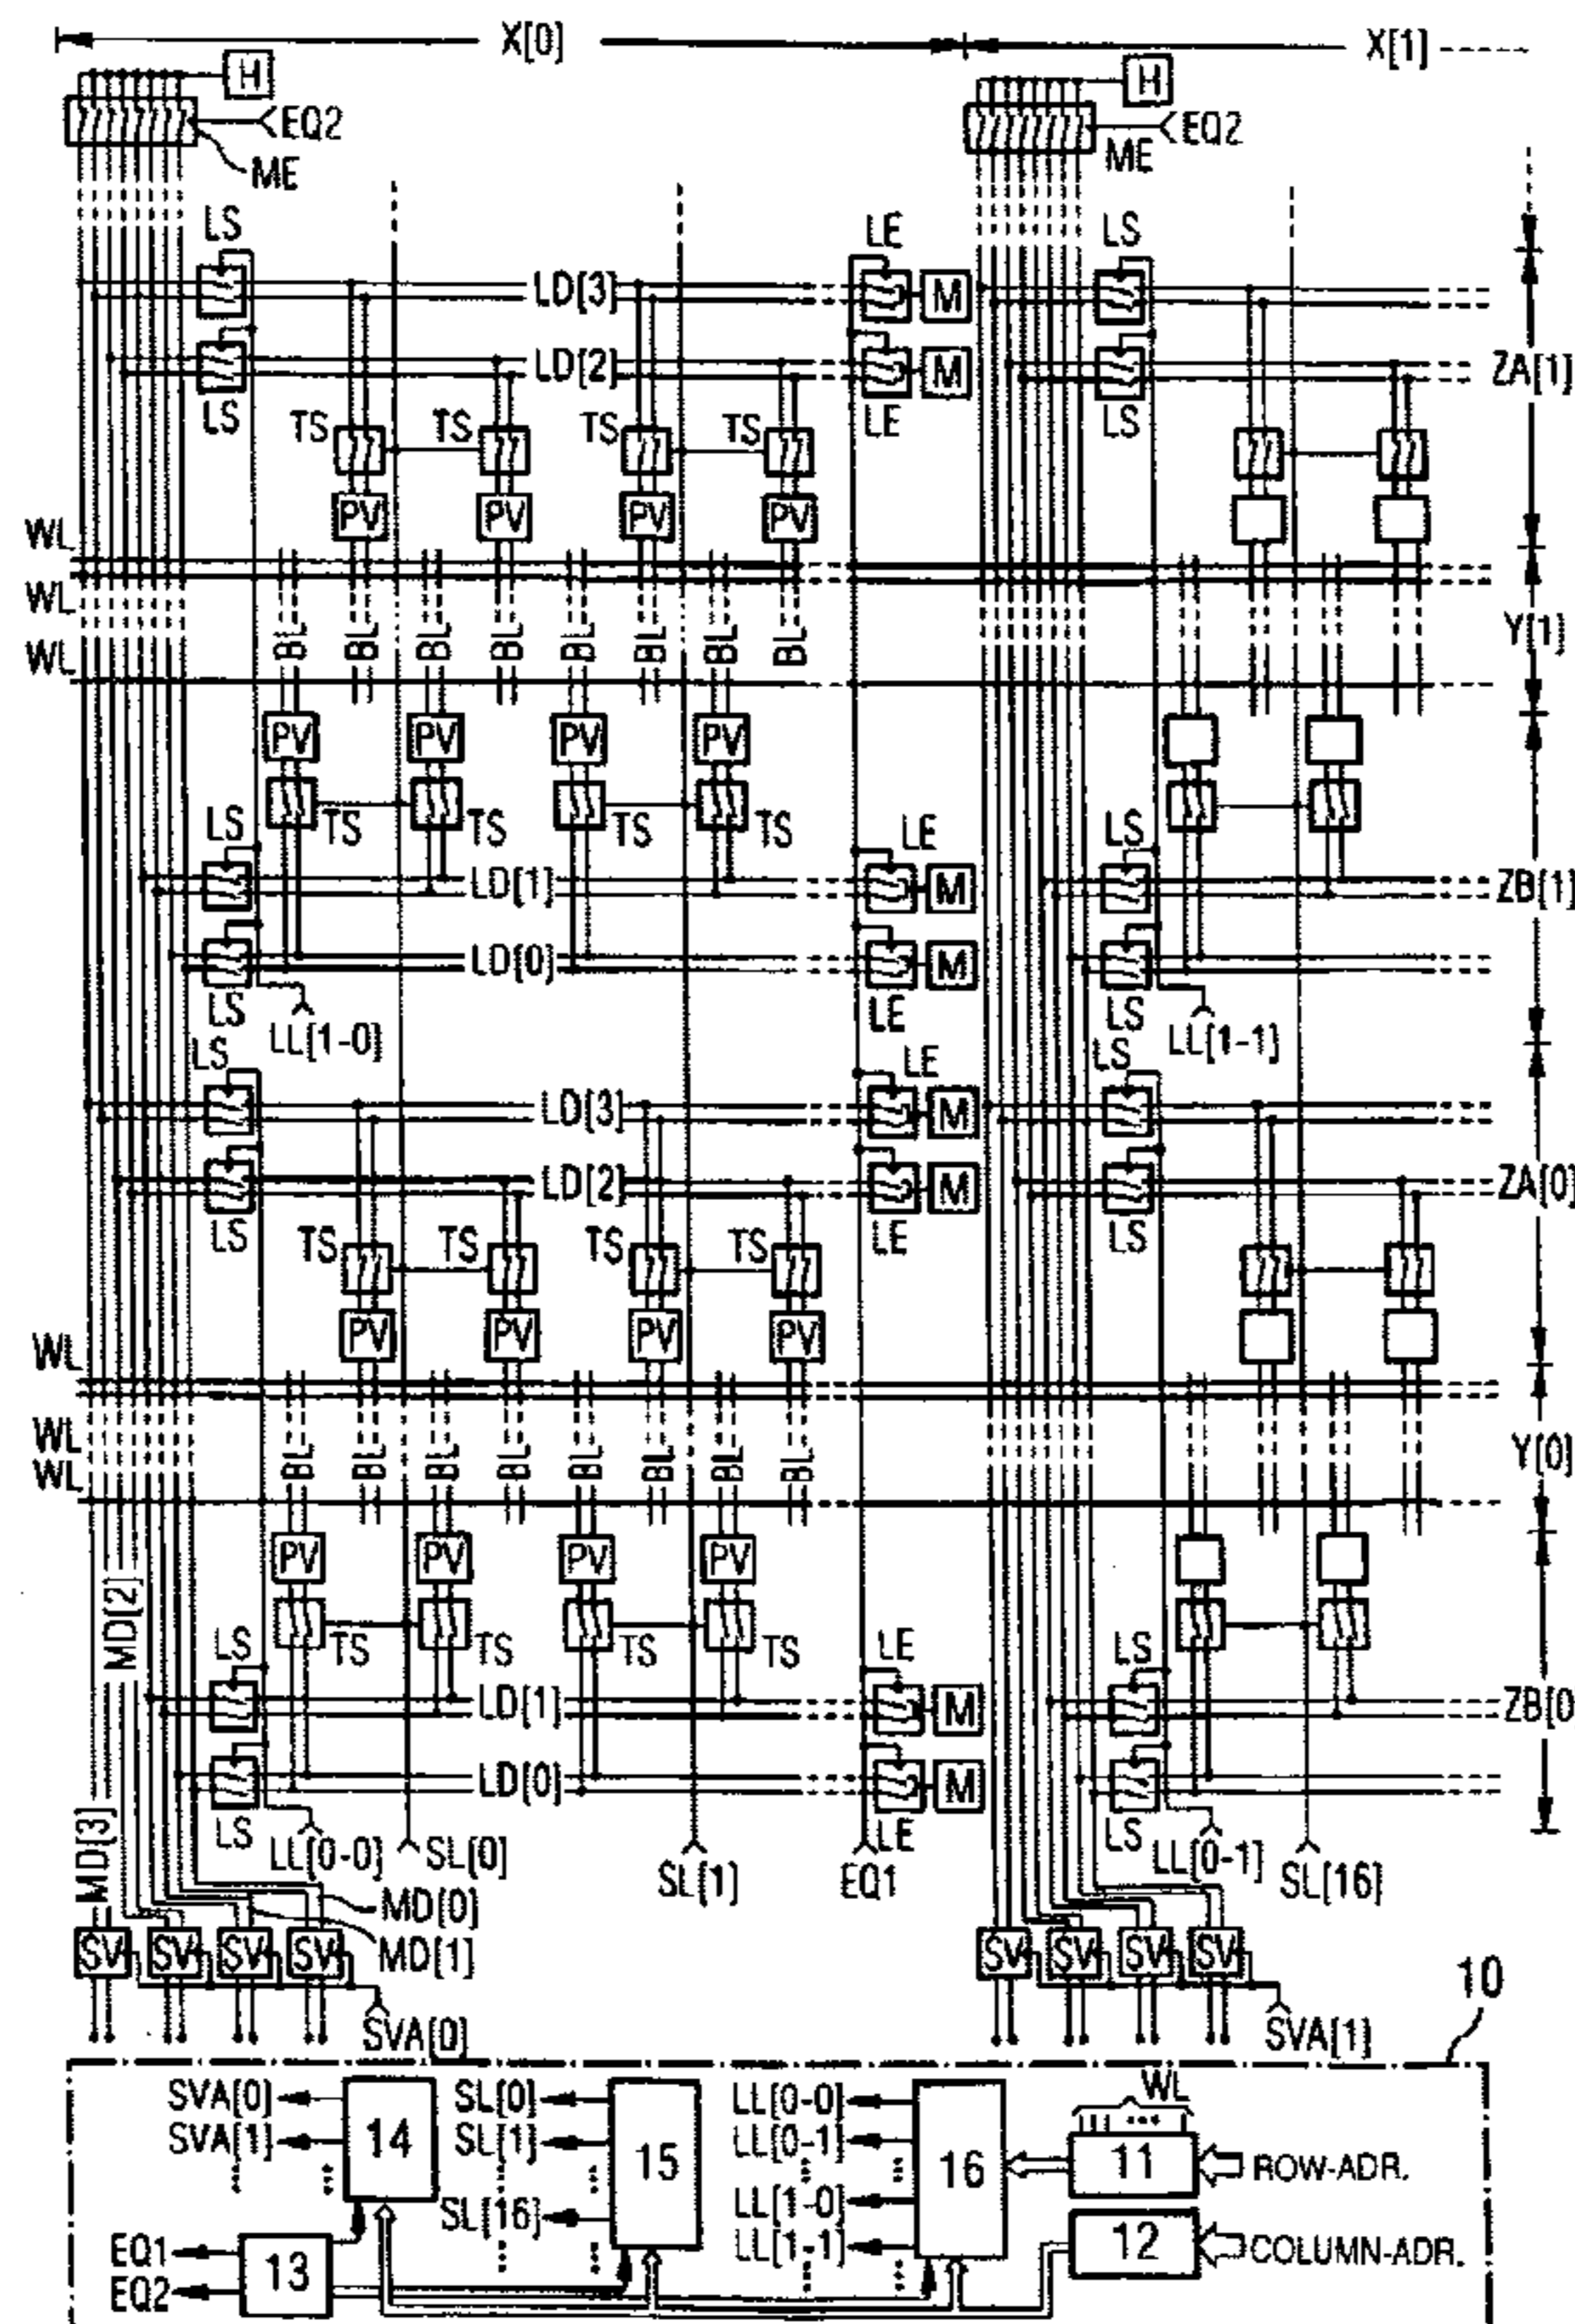 X[0] X[1]
H H
EQ2 EQ2
ME ME
LS LE LS
LD[3] M
LD[2] M ZA[1]
LS LE LS
TS TS TS TS
PV PV PV PV
WL
WL
BL BL BL BL BL BL BL BL Y[1]
WL
PV PV PV PV
LS TS TS TS TS LE LS
LD[1] M ZB[1]
LD[0] M
LS LE LS
LL[1-0] LL[1-1]
LS LE LS
LD[3] M
LD[2] M ZA[0]
LS LE LS
TS TS TS TS
PV PV PV PV
WL
WL
BL BL BL BL BL BL BL BL Y[0]
WL
PV PV PV PV
MD[2]
LS TS TS TS TS LE LS
LD[1] M ZB[0
LD[0] M
MD[3]
LS LE LS
LL[0-0] SL[0] SL[1] EQ1 LL[0-1] SL[16]
MD[0]
SV SV SV SV MD[1] SV SV SV SV
SVA[0] SVA[1]
10
SVA[0] 14 SL[0] 15 LL[0-0] 16 WL
SVA[1] SL[1] LL[0-1] 11 ROW-ADR.
SL[16] LL[1-0]
EQ1 13 LL[1-1] 12 COLUMN-ADR.
EQ2